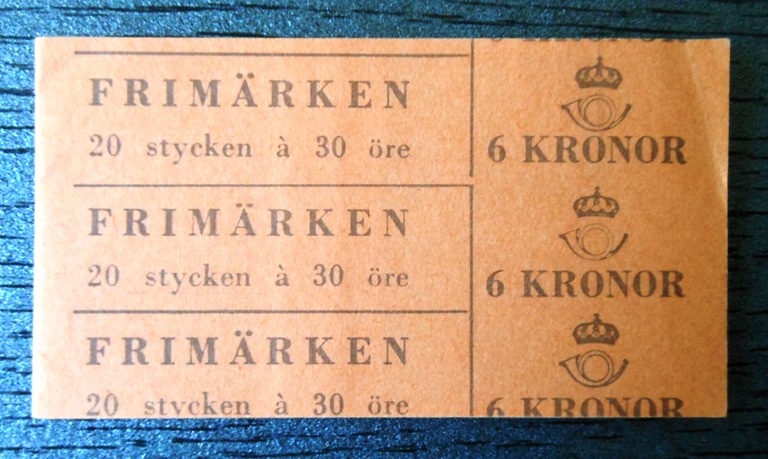 KRONOR
FRIMÄRKEN
20 stycken à 30 öre
6 KRONOR
FRIMÄRKEN
20 stycken à 30 öre
6 KRONOR
FRIMÄRKEN
20 stycken à 30 öre
6 KRONOR